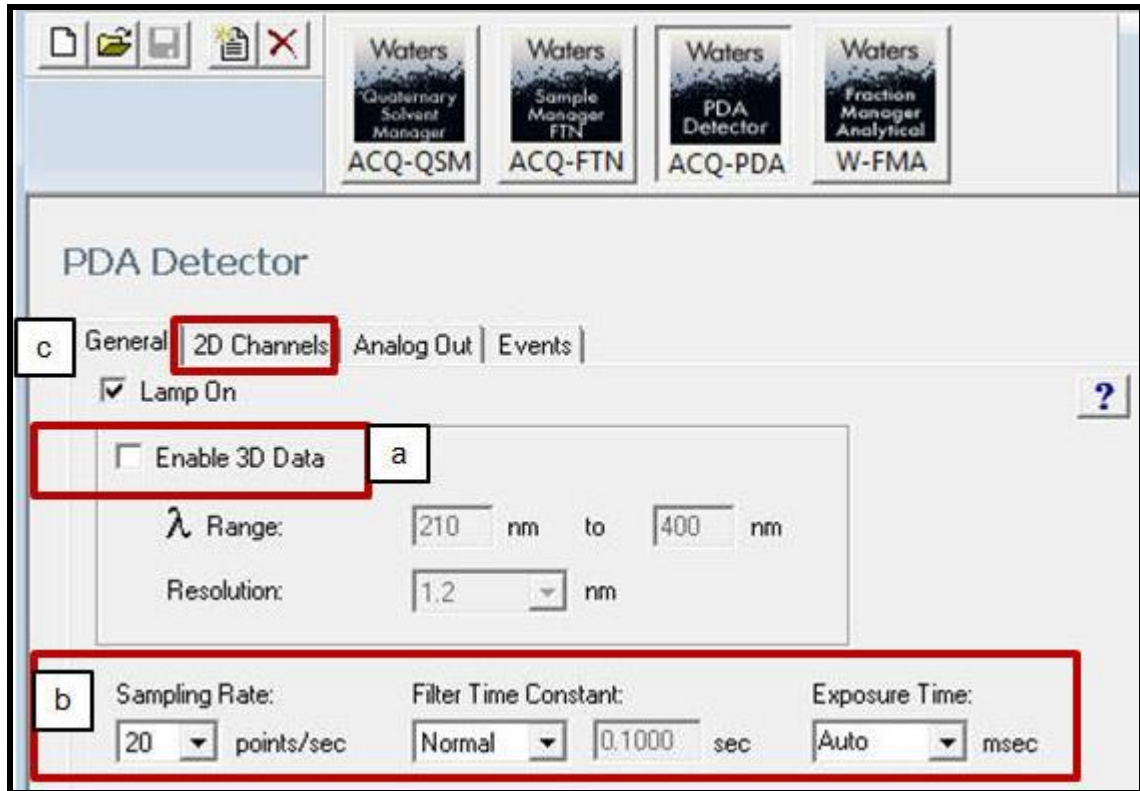 Waters
Quaternary
Solvent
Manager
ACQ-QSM
Waters
Sample
Manager
FTN
ACQ-FTN
Waters
PDA
Detector
ACQ-PDA
Waters
Fraction
Manager
Analytical
W-FMA
PDA Detector
c General 2D Channels Analog Out Events
Lamp On
?
Enable 3D Data a
λ Range: 210 nm to 400 nm
Resolution: 1.2 nm
b Sampling Rate: Filter Time Constant: Exposure Time:
20 points/sec Normal 0.1000 sec Auto msec